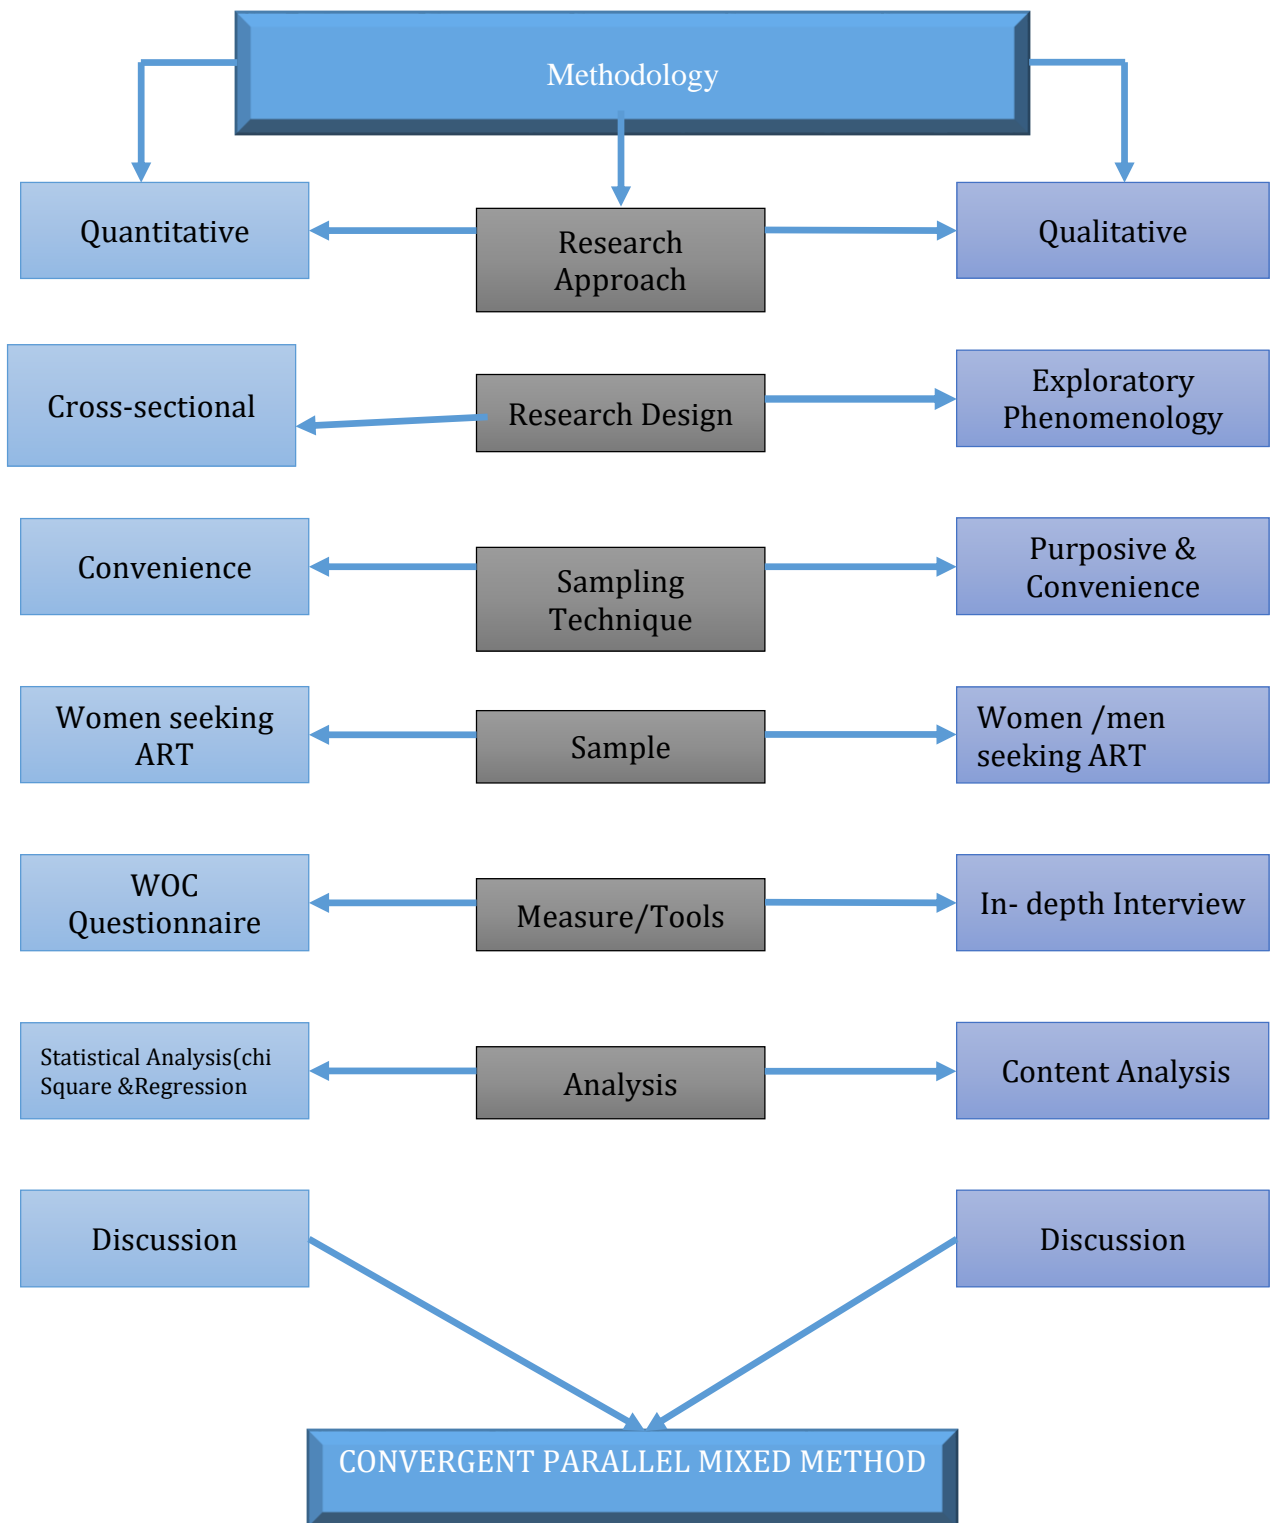 Methodology
Quantitative
Research
Approach
Qualitative
Cross-sectional
Research Design
Exploratory
Phenomenology
Convenience
Sampling
Technique
Purposive &
Convenience
Women seeking
ART
Sample
Women /men
seeking ART
WOC
Questionnaire
Measure/Tools
In- depth Interview
Statistical Analysis(chi
Square &Regression
Analysis
Content Analysis
Discussion
Discussion
CONVERGENT PARALLEL MIXED METHOD